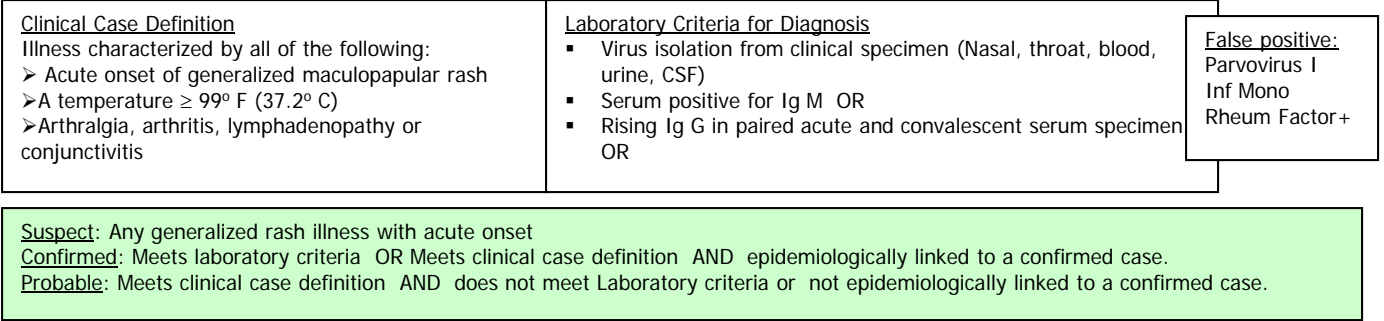 Clinical Case Definition
Illness characterized by all of the following:
➢ Acute onset of generalized maculopapular rash
➢A temperature ≥ 99º F (37.2º C)
➢Arthralgia, arthritis, lymphadenopathy or
conjunctivitis
Laboratory Criteria for Diagnosis
▪ Virus isolation from clinical specimen (Nasal, throat, blood,
urine, CSF)
▪ Serum positive for Ig M OR
▪ Rising Ig G in paired acute and convalescent serum specimen
OR
False positive:
Parvovirus I
Inf Mono
Rheum Factor+
Suspect: Any generalized rash illness with acute onset
Confirmed: Meets laboratory criteria OR Meets clinical case definition AND epidemiologically linked to a confirmed case.
Probable: Meets clinical case definition AND does not meet Laboratory criteria or not epidemiologically linked to a confirmed case.